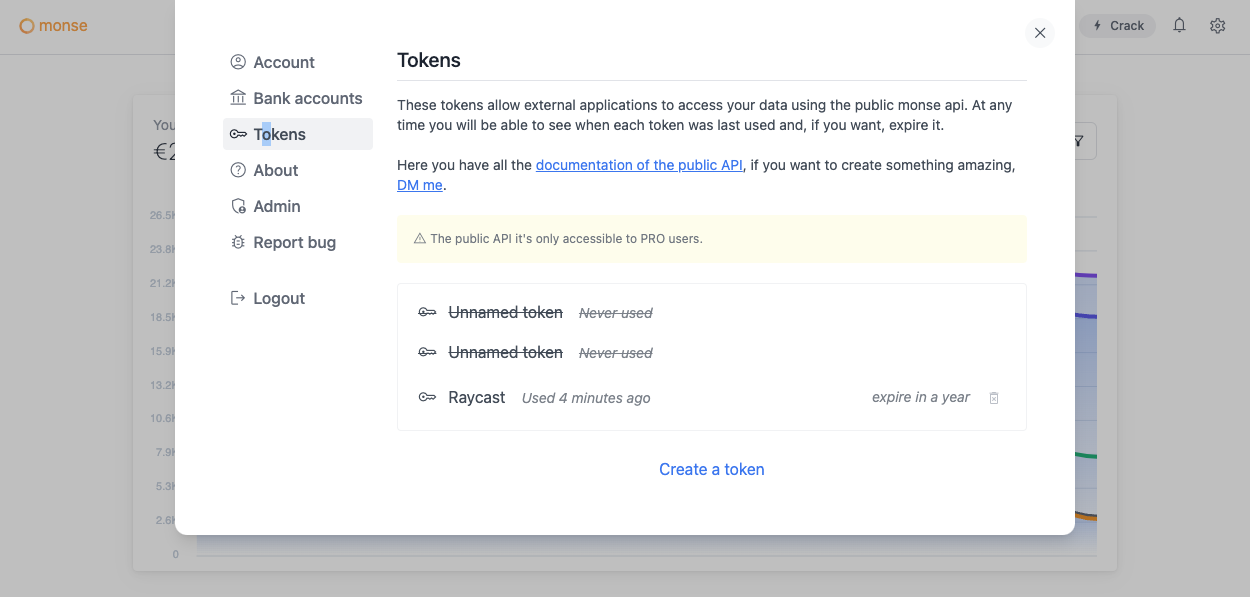 monse
Crack
Account
Bank accounts
Tokens
About
Admin
Report bug
Logout
Tokens
These tokens allow external applications to access your data using the public monse api. At any
time you will be able to see when each token was last used and, if you want, expire it.
Here you have all the documentation of the public API, if you want to create something amazing,
DM me.
The public API it's only accessible to PRO users.
Unnamed token Never used
Unnamed token Never used
Raycast Used 4 minutes ago expire in a year
Create a token
You
€2
26.5K
23.8K
21.2K
18.5K
15.9K
13.2K
10.6K
7.9K
5.3K
2.6K
0